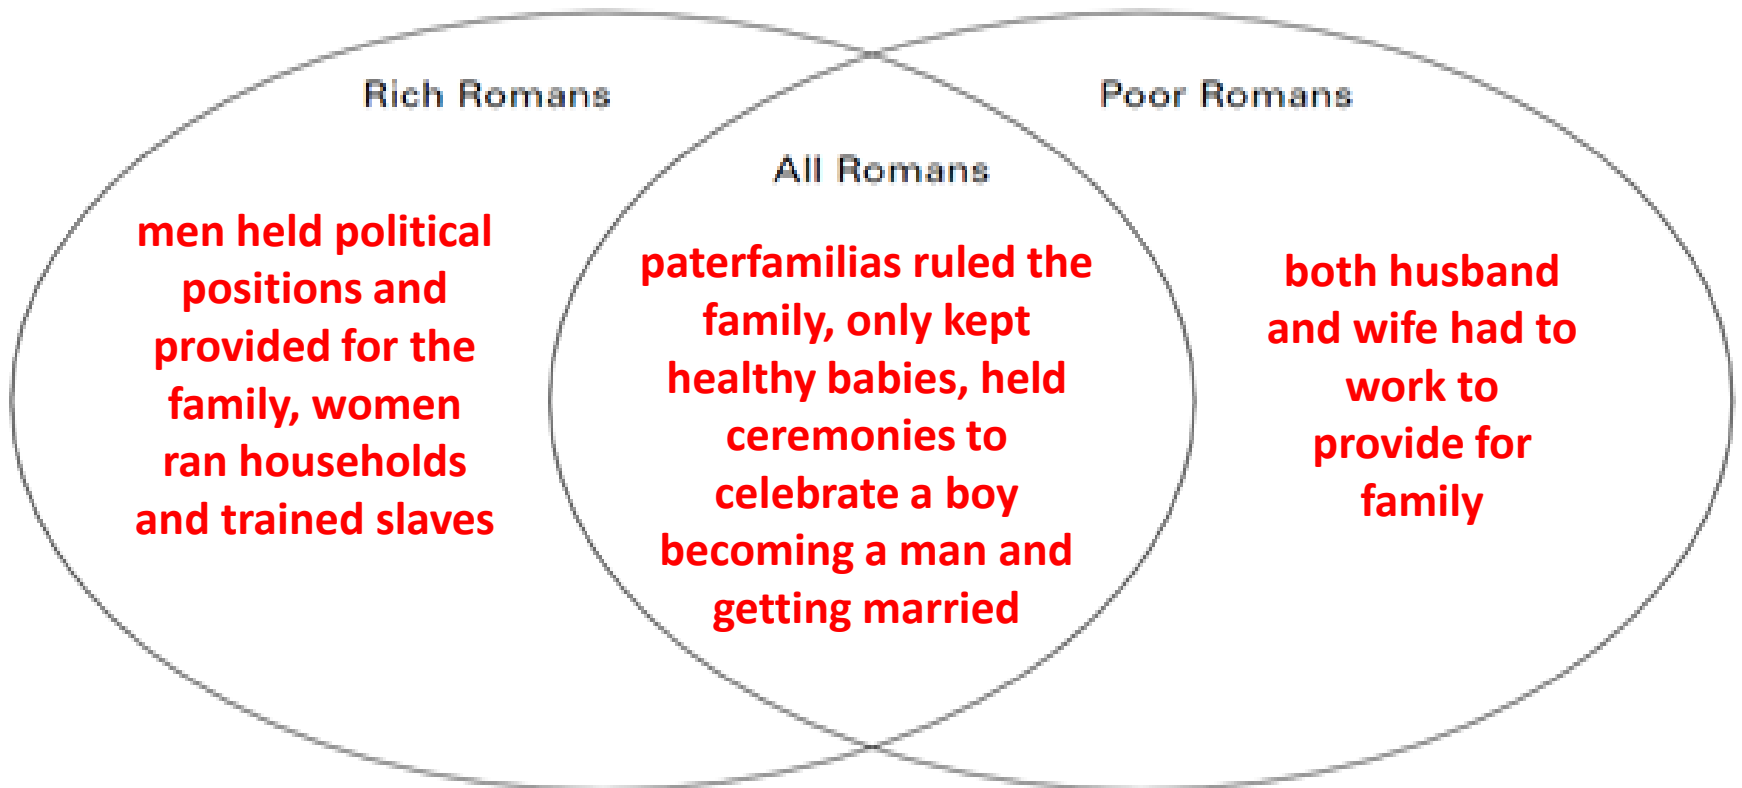 Rich Romans
men held political
positions and
provided for the
family, women
ran households
and trained slaves
All Romans
paterfamilias ruled the
family, only kept
healthy babies, held
ceremonies to
celebrate a boy
becoming a man and
getting married
Poor Romans
both husband
and wife had to
work to
provide for
family